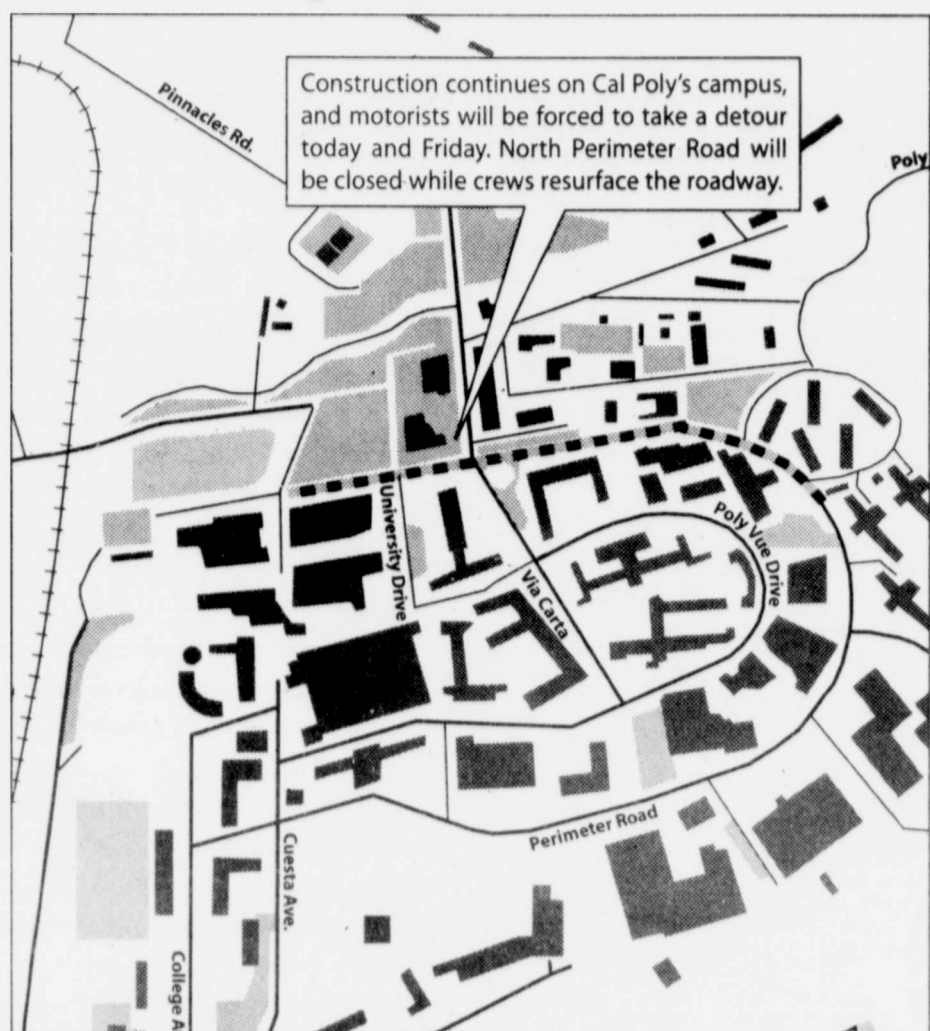 Construction continues on Cal Poly's campus,
and motorists will be forced to take a detour
today and Friday. North Perimeter Road will
be closed while crews resurface the roadway.
Pinnacles Rd.
Poly
University Drive
Poly Vue Drive
Via Carta
Perimeter Road
Cuesta Ave.
College A